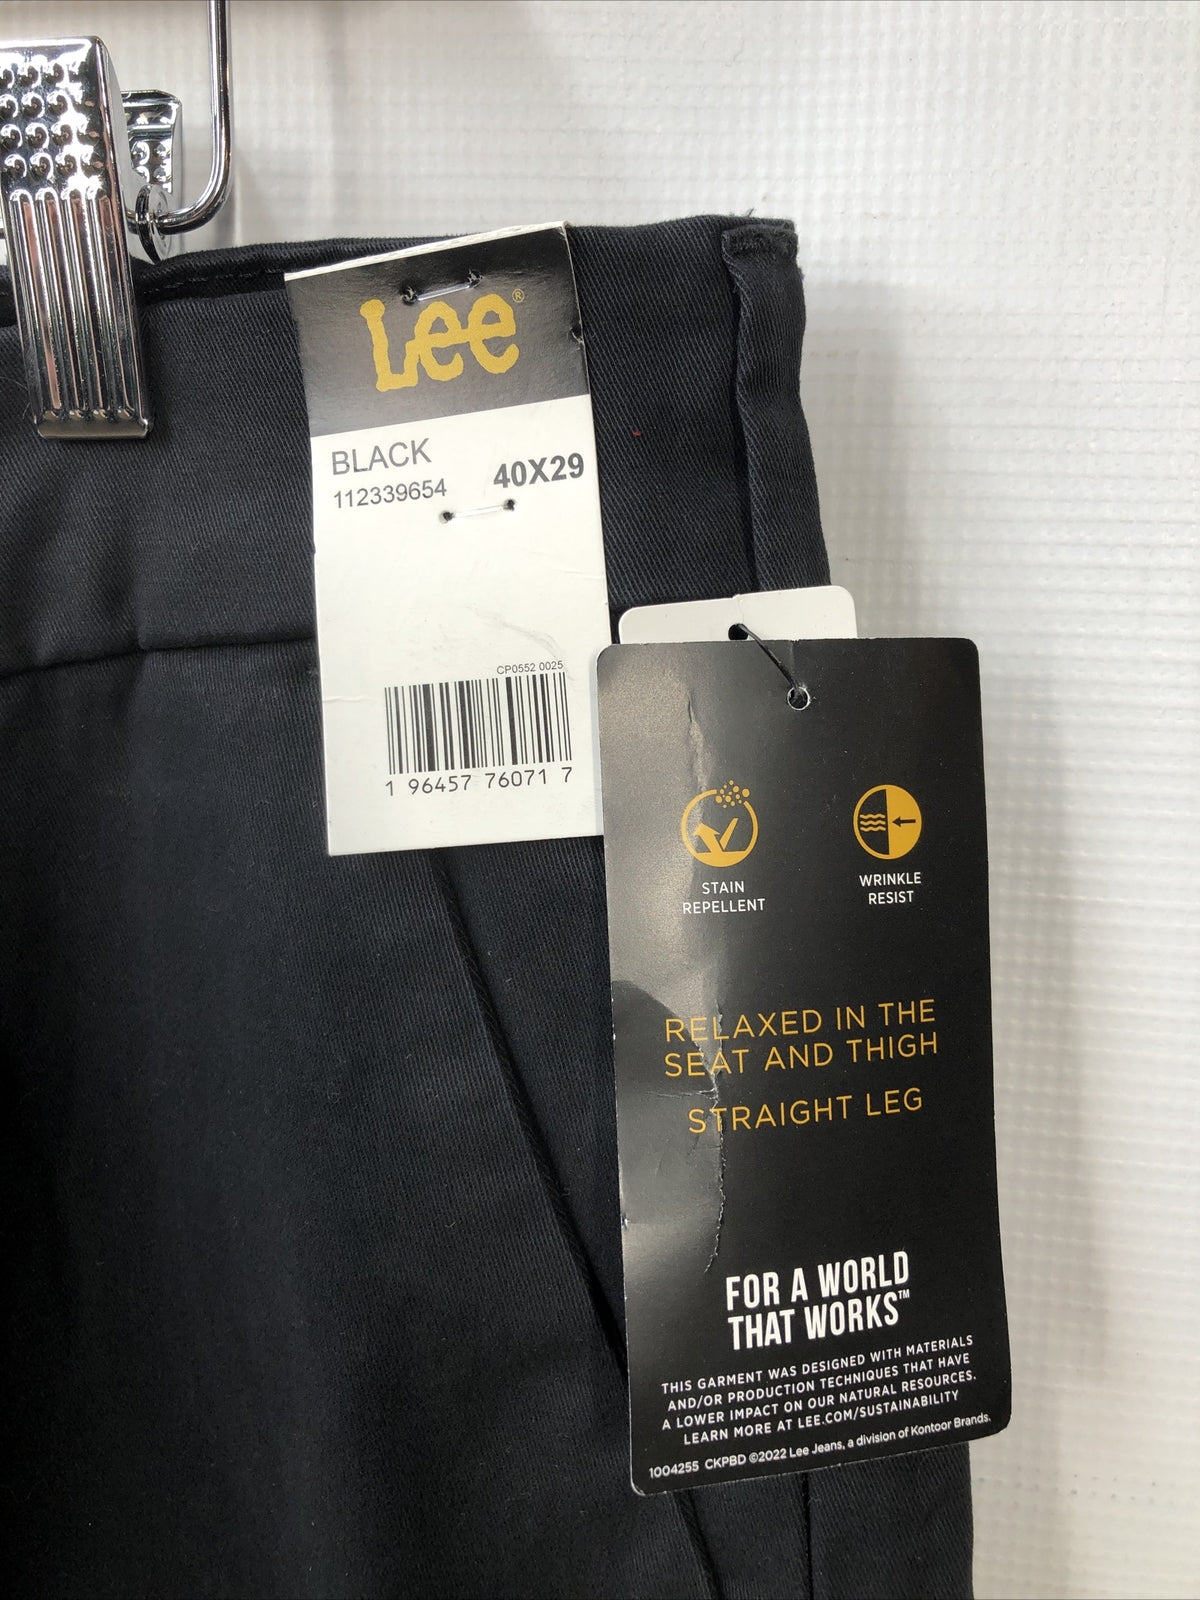 Lee®
BLACK
112339654
40X29
CP0552 0025
1 96457 76071 7
STAIN
REPELLENT
WRINKLE
RESIST
RELAXED IN THE
SEAT AND THIGH
STRAIGHT LEG
FOR A WORLD
THAT WORKS™
THIS GARMENT WAS DESIGNED WITH MATERIALS
AND/OR PRODUCTION TECHNIQUES THAT HAVE
A LOWER IMPACT ON OUR NATURAL RESOURCES.
LEARN MORE AT LEE.COM/SUSTAINABILITY
1004255 CKPBD ©2022 Lee Jeans, a division of Kontoor Brands.